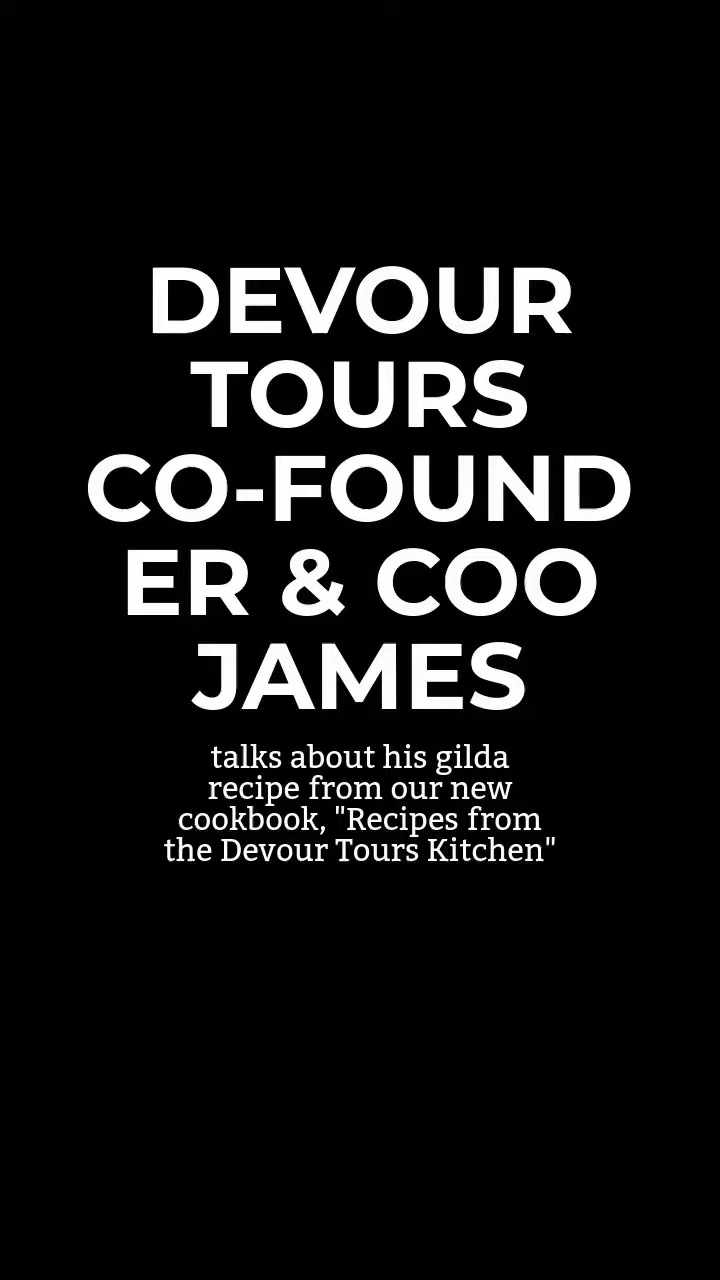 DEVOUR
TOURS
CO-FOUND
ER & COO
JAMES
talks about his gilda
recipe from our new
cookbook, "Recipes from
the Devour Tours Kitchen"